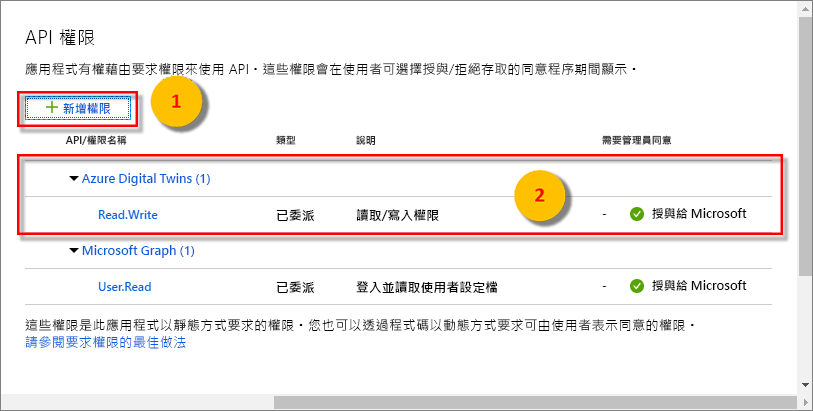 API 權限
應用程式有權藉由要求權限來使用 API。這些權限會在使用者可選擇授與/拒絕存取的同意程序期間顯示。
+ 新增權限
1
API/權限名稱 類型 說明 需要管理員同意
Azure Digital Twins (1)
2
Read.Write 已委派 讀取/寫入權限 - 授與給 Microsoft
Microsoft Graph (1)
User.Read 已委派 登入並讀取使用者設定檔 - 授與給 Microsoft
這些權限是此應用程式以靜態方式要求的權限。您也可以透過程式碼以動態方式要求可由使用者表示同意的權限。
請參閱要求權限的最佳做法